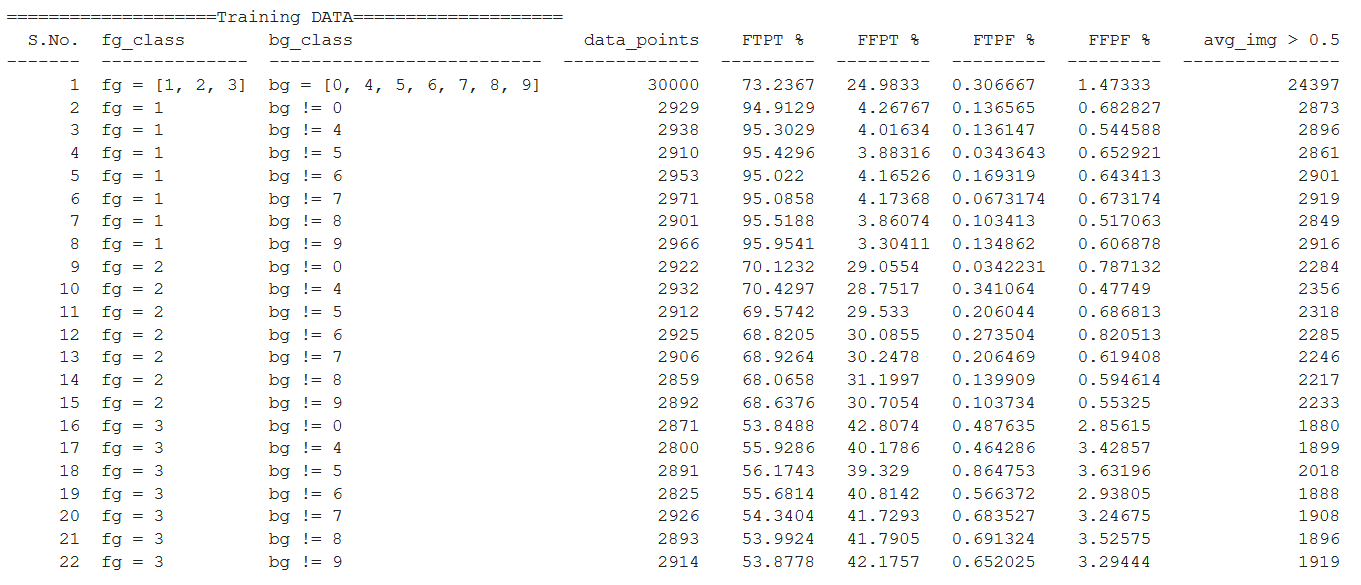 ====================Training DATA====================
S.No. fg_class bg_class data_points FTPT % FFPT % FTPF % FFPF % avg_img > 0.5
------- -------------- -------------------------- ------------- --------- --------- --------- --------- ---------------
1 fg = [1, 2, 3] bg = [0, 4, 5, 6, 7, 8, 9] 30000 73.2367 24.9833 0.306667 1.47333 24397
2 fg = 1 bg != 0 2929 94.9129 4.26767 0.136565 0.682827 2873
3 fg = 1 bg != 4 2938 95.3029 4.01634 0.136147 0.544588 2896
4 fg = 1 bg != 5 2910 95.4296 3.88316 0.0343643 0.652921 2861
5 fg = 1 bg != 6 2953 95.022 4.16526 0.169319 0.643413 2901
6 fg = 1 bg != 7 2971 95.0858 4.17368 0.0673174 0.673174 2919
7 fg = 1 bg != 8 2901 95.5188 3.86074 0.103413 0.517063 2849
8 fg = 1 bg != 9 2966 95.9541 3.30411 0.134862 0.606878 2916
9 fg = 2 bg != 0 2922 70.1232 29.0554 0.0342231 0.787132 2284
10 fg = 2 bg != 4 2932 70.4297 28.7517 0.341064 0.47749 2356
11 fg = 2 bg != 5 2912 69.5742 29.533 0.206044 0.686813 2318
12 fg = 2 bg != 6 2925 68.8205 30.0855 0.273504 0.820513 2285
13 fg = 2 bg != 7 2906 68.9264 30.2478 0.206469 0.619408 2246
14 fg = 2 bg != 8 2859 68.0658 31.1997 0.139909 0.594614 2217
15 fg = 2 bg != 9 2892 68.6376 30.7054 0.103734 0.55325 2233
16 fg = 3 bg != 0 2871 53.8488 42.8074 0.487635 2.85615 1880
17 fg = 3 bg != 4 2800 55.9286 40.1786 0.464286 3.42857 1899
18 fg = 3 bg != 5 2891 56.1743 39.329 0.864753 3.63196 2018
19 fg = 3 bg != 6 2825 55.6814 40.8142 0.566372 2.93805 1888
20 fg = 3 bg != 7 2926 54.3404 41.7293 0.683527 3.24675 1908
21 fg = 3 bg != 8 2893 53.9924 41.7905 0.691324 3.52575 1896
22 fg = 3 bg != 9 2914 53.8778 42.1757 0.652025 3.29444 1919